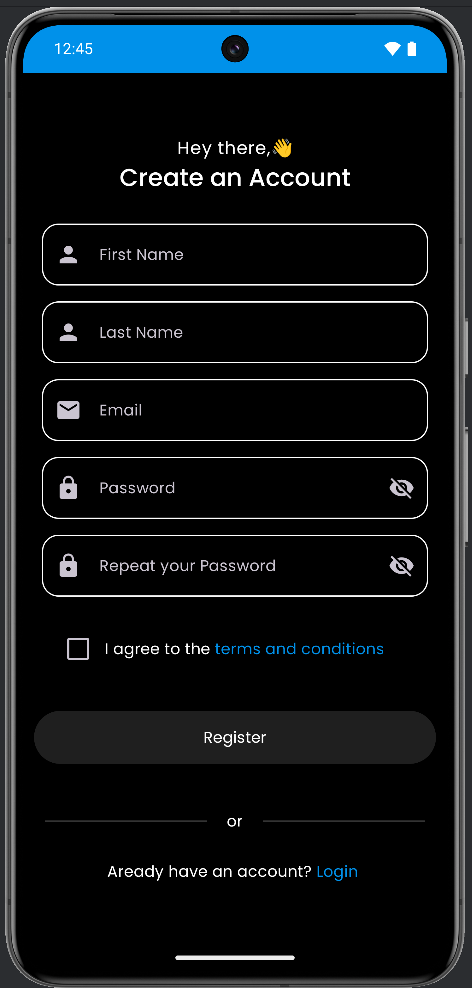 12:45
Hey there,👋
Create an Account
First Name
Last Name
Email
Password
Repeat your Password
I agree to the terms and conditions
Register
or
Aready have an account? Login